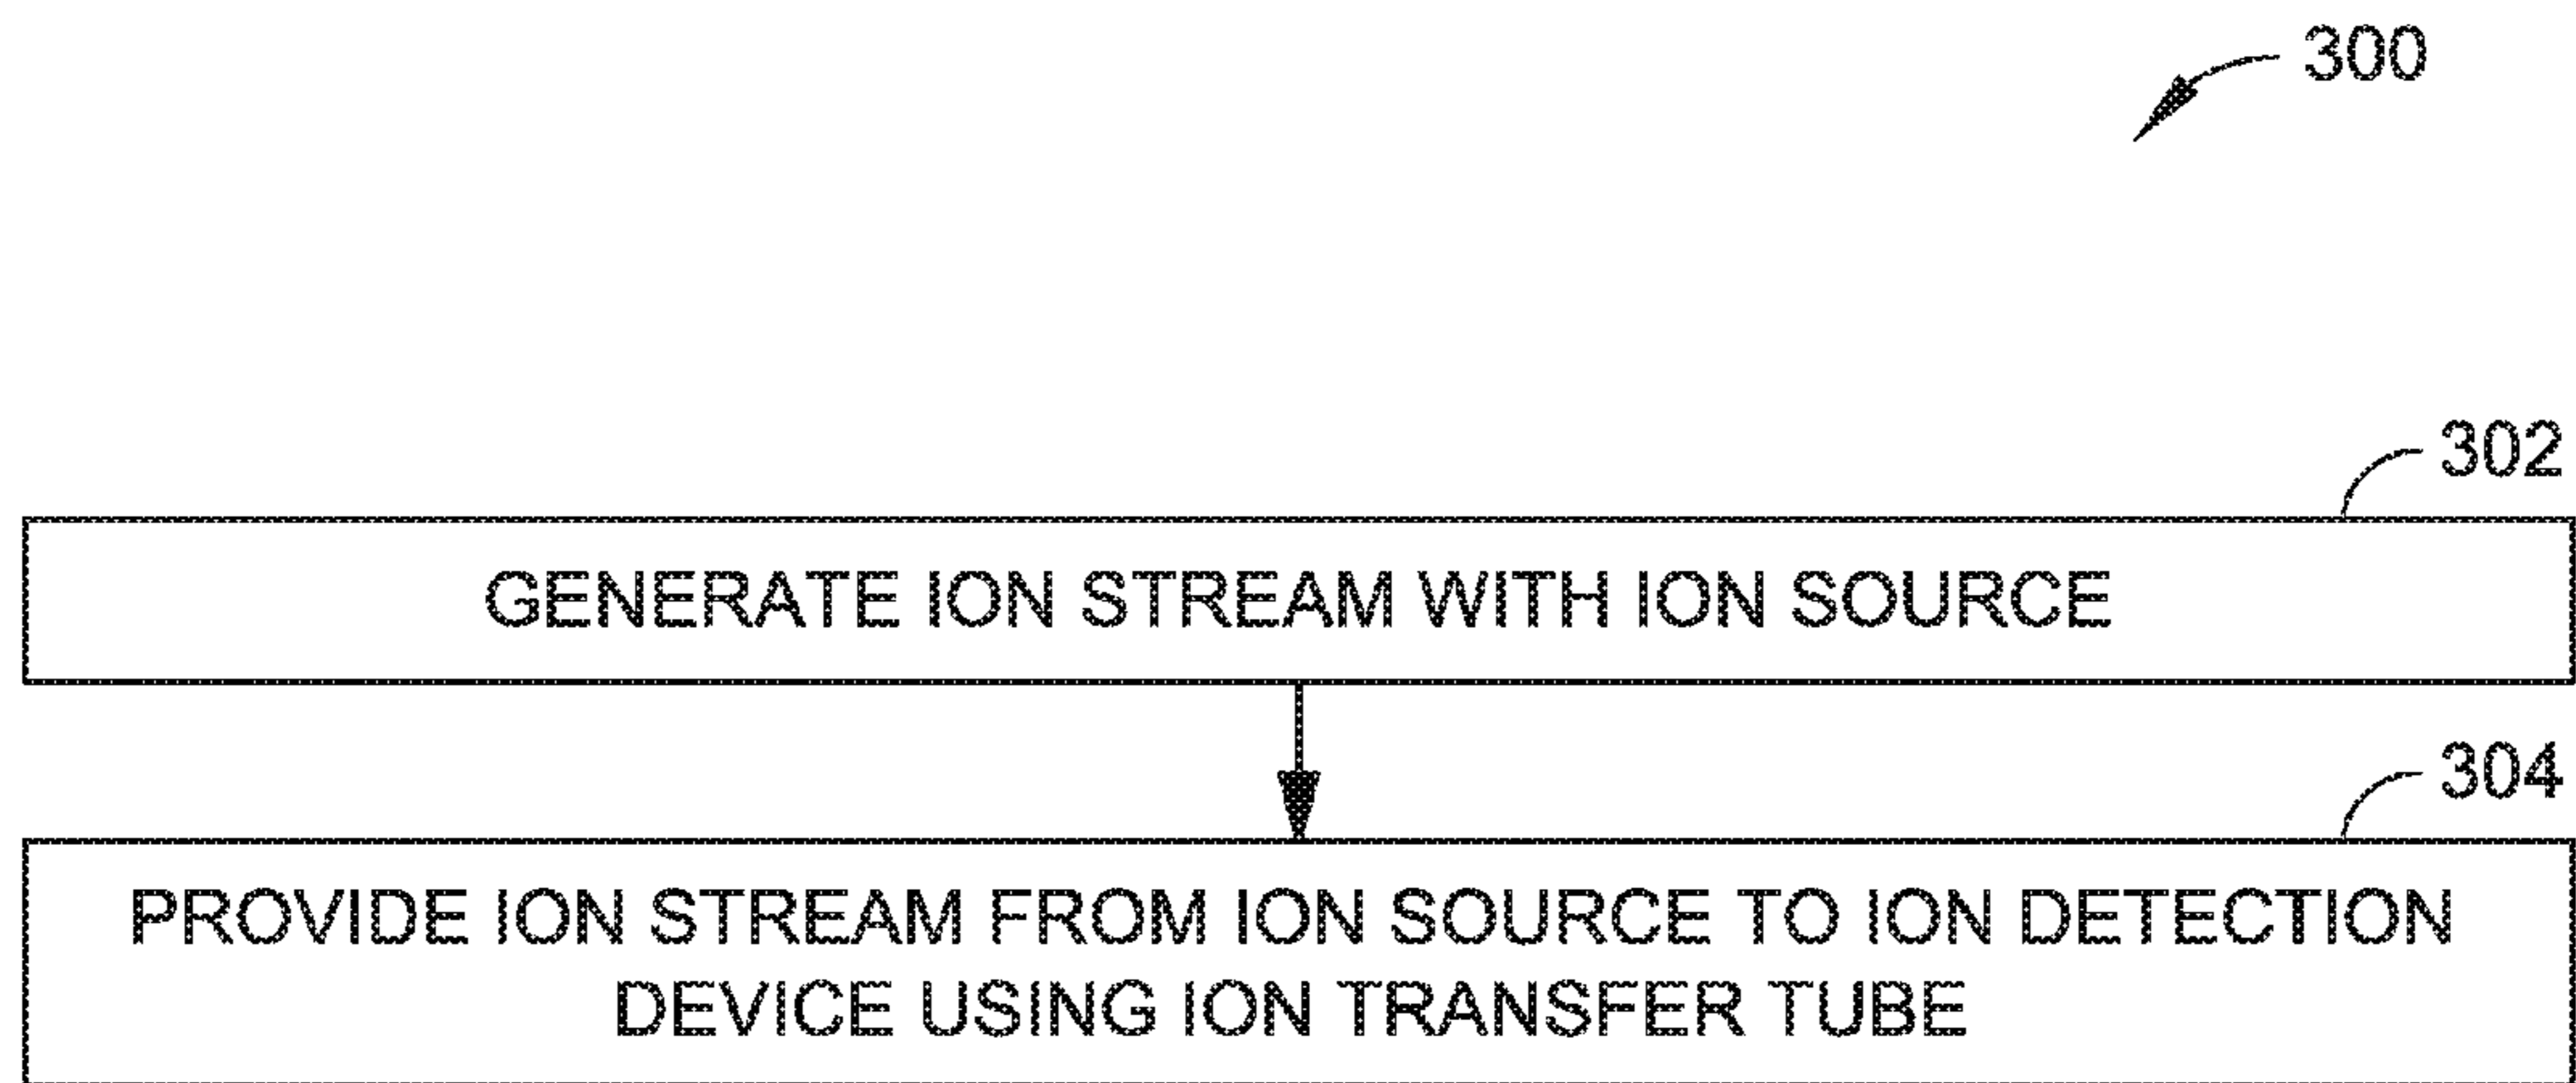 300
302
GENERATE ION STREAM WITH ION SOURCE
304
PROVIDE ION STREAM FROM ION SOURCE TO ION DETECTION
DEVICE USING ION TRANSFER TUBE